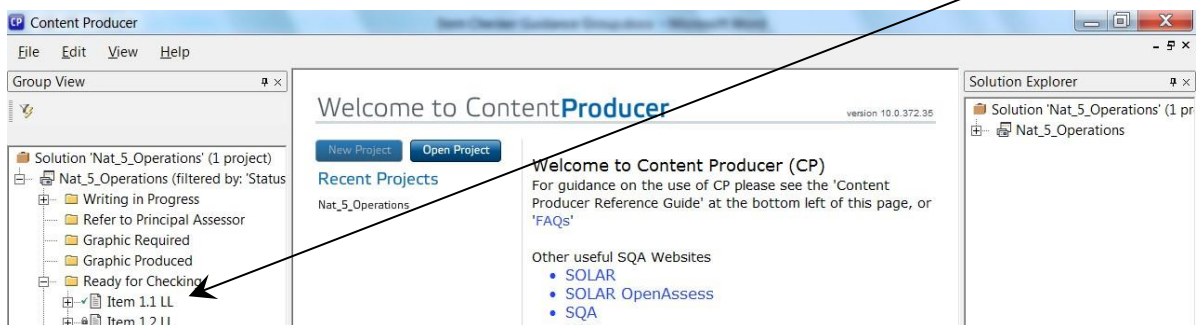 Content Producer
File Edit View Help
Group View
Solution Explorer
Solution 'Nat_5_Operations' (1 project)
Nat_5_Operations (filtered by: 'Status
Writing in Progress
Refer to Principal Assessor
Graphic Required
Graphic Produced
Ready for Checking
Item 1.1 LL
Item 1.2 LL
Welcome to ContentProducer
version 10.0.372.35
New Project Open Project
Recent Projects
Nat_5_Operations
Welcome to Content Producer (CP)
For guidance on the use of CP please see the 'Content
Producer Reference Guide' at the bottom left of this page, or
'FAQs'
Other useful SQA Websites
• SOLAR
• SOLAR OpenAssess
• SQA
Solution 'Nat_5_Operations' (1 pr
Nat_5_Operations